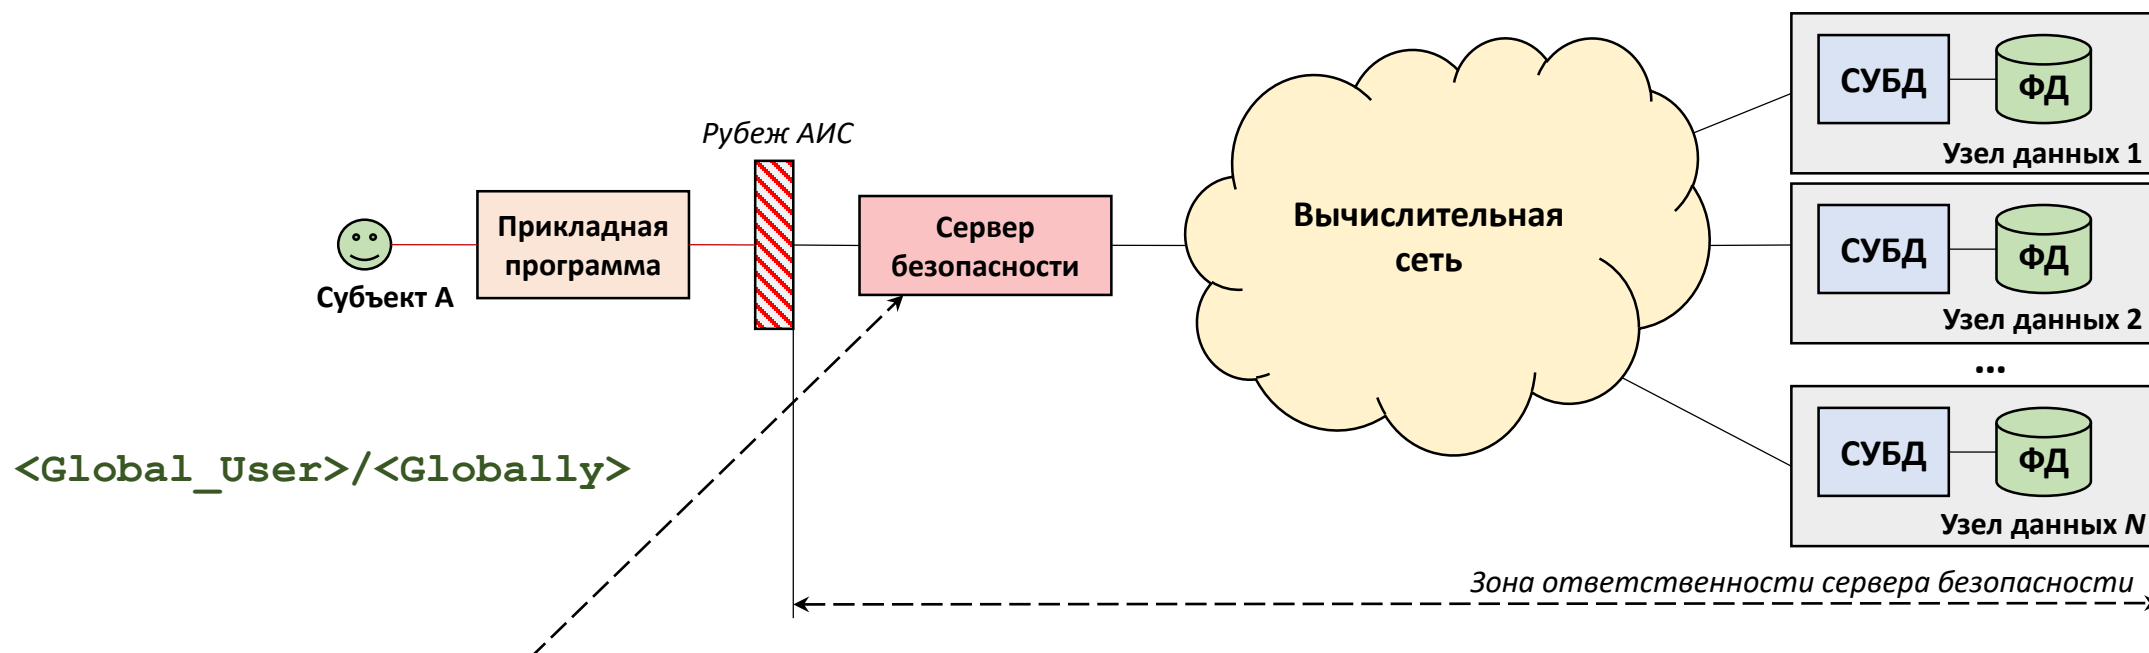 СУБД
ФД
Узел данных 1
Рубеж АИС
Прикладная
программа
Сервер
безопасности
Вычислительная
сеть
СУБД
ФД
Узел данных 2
Субъект А
...
<Global_User>/<Globally>
СУБД
ФД
Узел данных N
Зона ответственности сервера безопасности